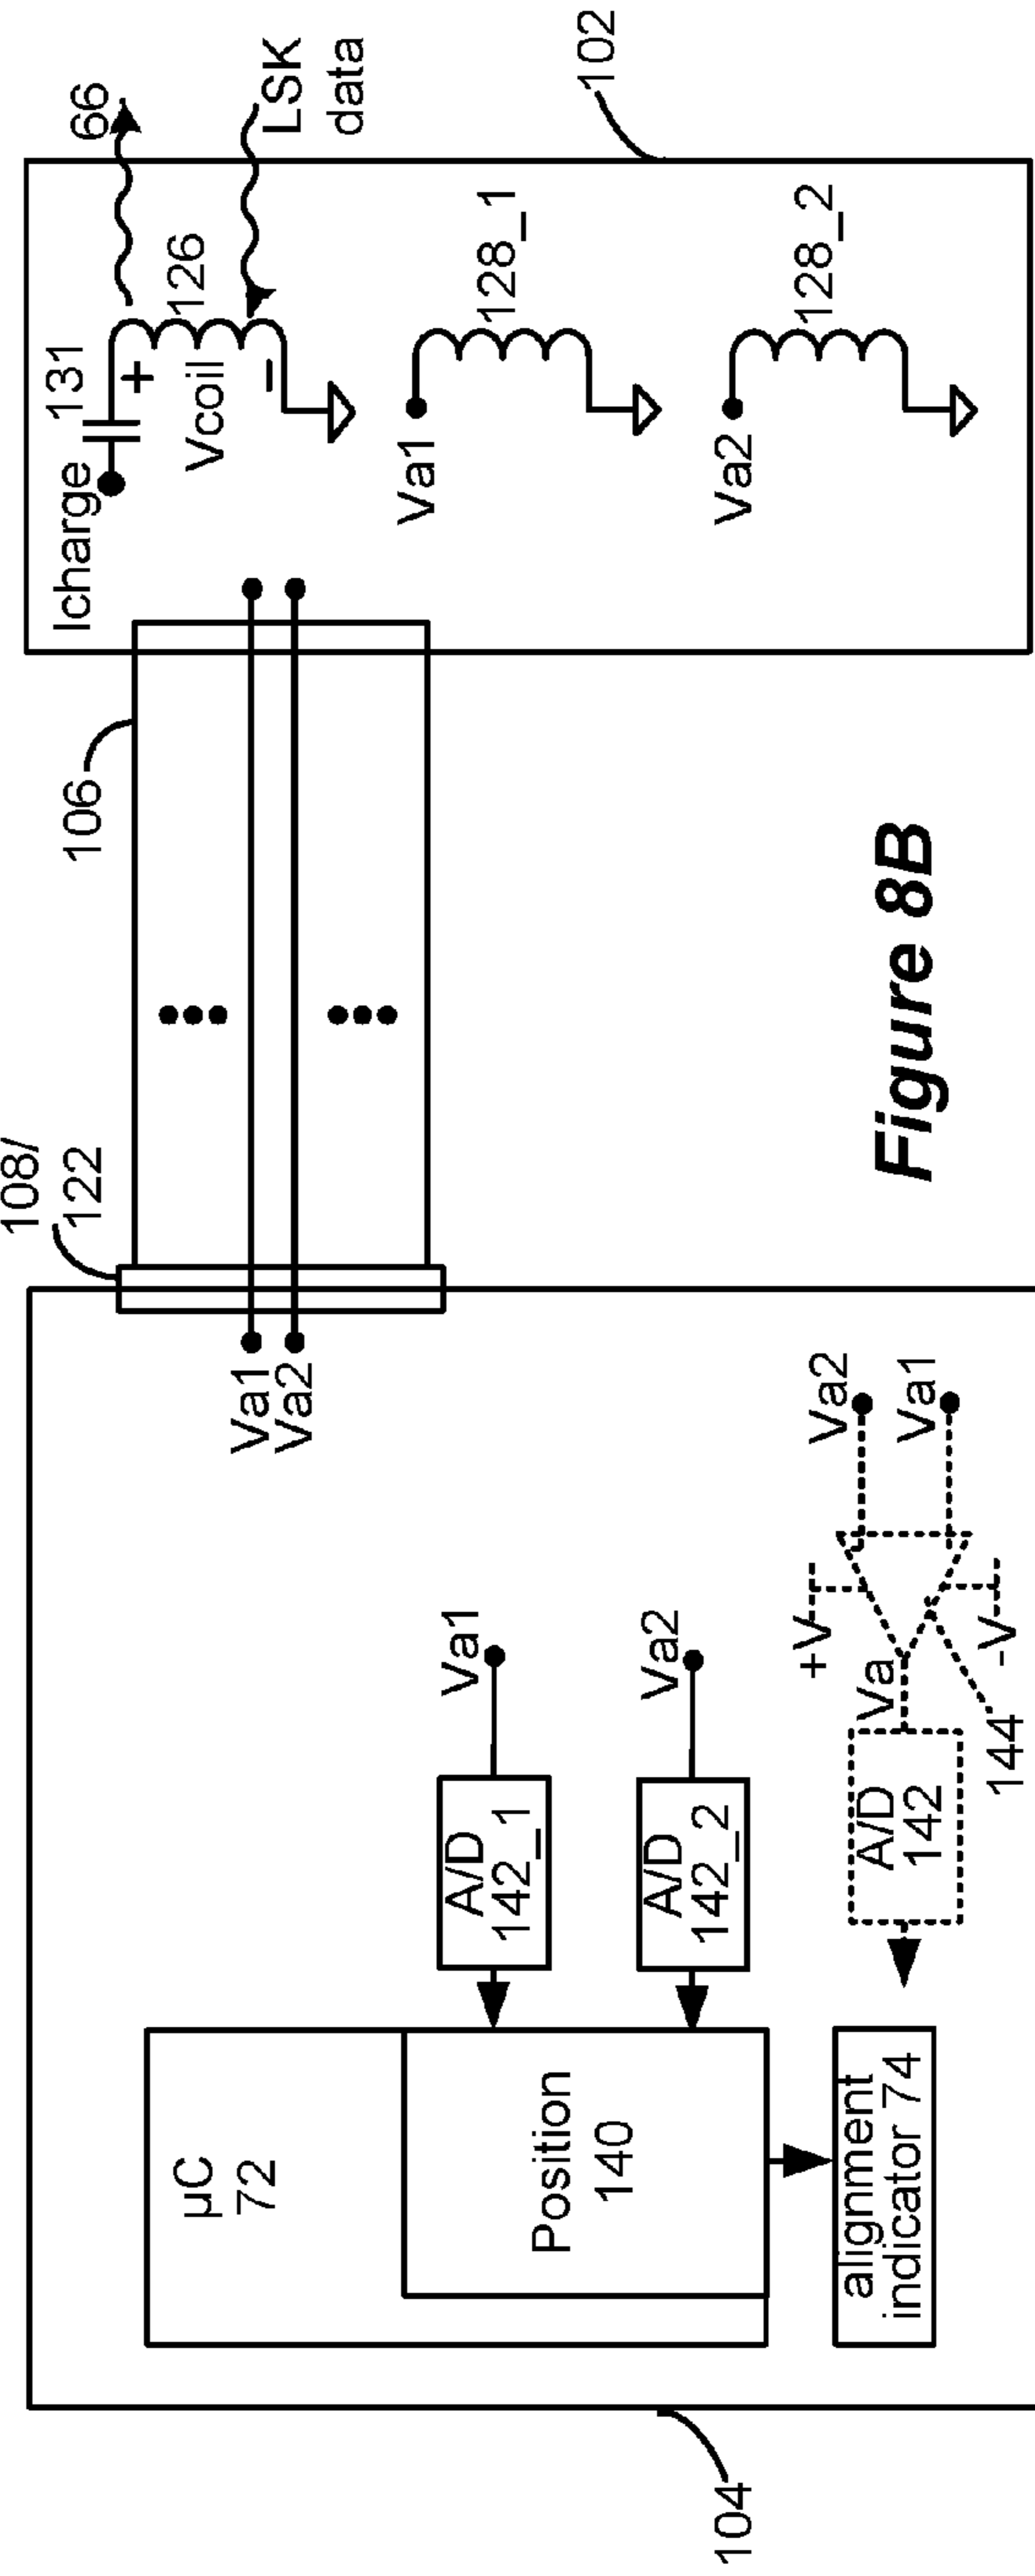 104
µC
72
Position
140
alignment
indicator 74
A/D
142_1
Va1
A/D
142_2
Va2
A/D
142
Va
+V
-V
144
Va2
Va1
Va1
Va2
108/
122
106
102
Icharge
131
+
Vcoil
–
126
66
LSK
data
Va1
128_1
Va2
128_2
Figure 8B